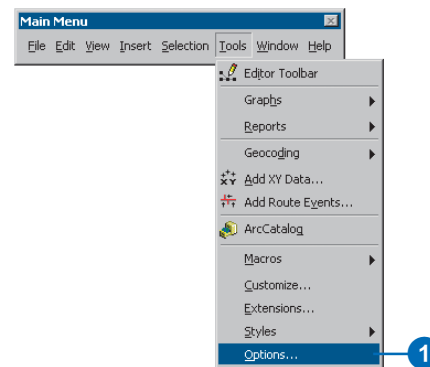 Main Menu
File Edit View Insert Selection Tools Window Help
Editor Toolbar
Graphs
Reports
Geocoding
Add XY Data...
Add Route Events...
ArcCatalog
Macros
Customize...
Extensions...
Styles
Options...
1